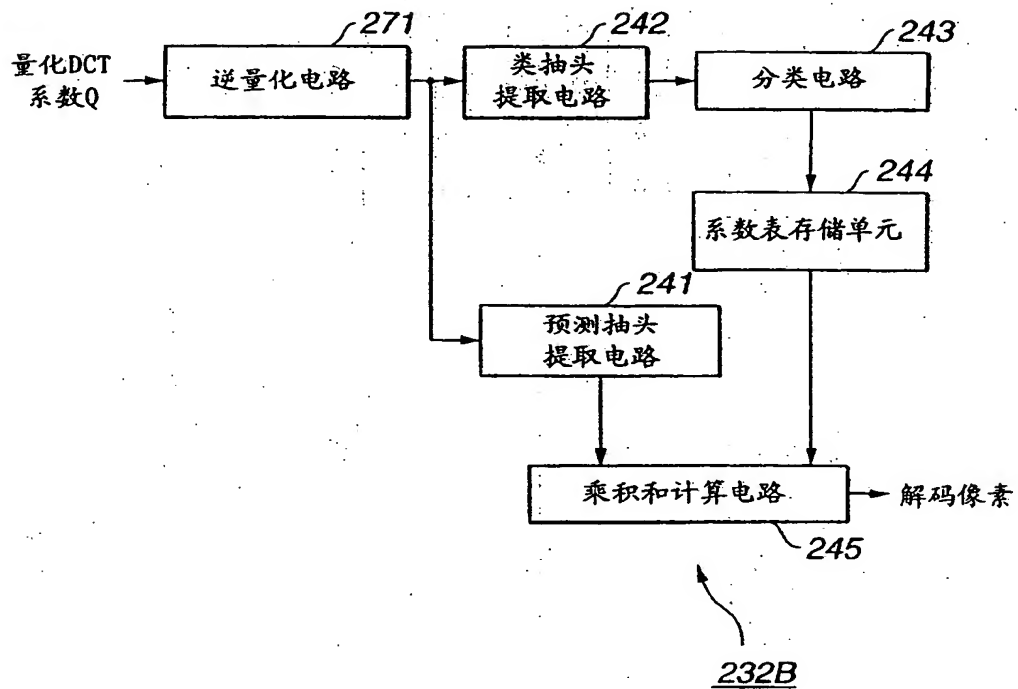 271
242
243
量化DCT
系数Q
逆量化电路
类抽头
提取电路
分类电路
244
系数表存储单元
241
预测抽头
提取电路
乘积和计算电路
解码像素
245
232B